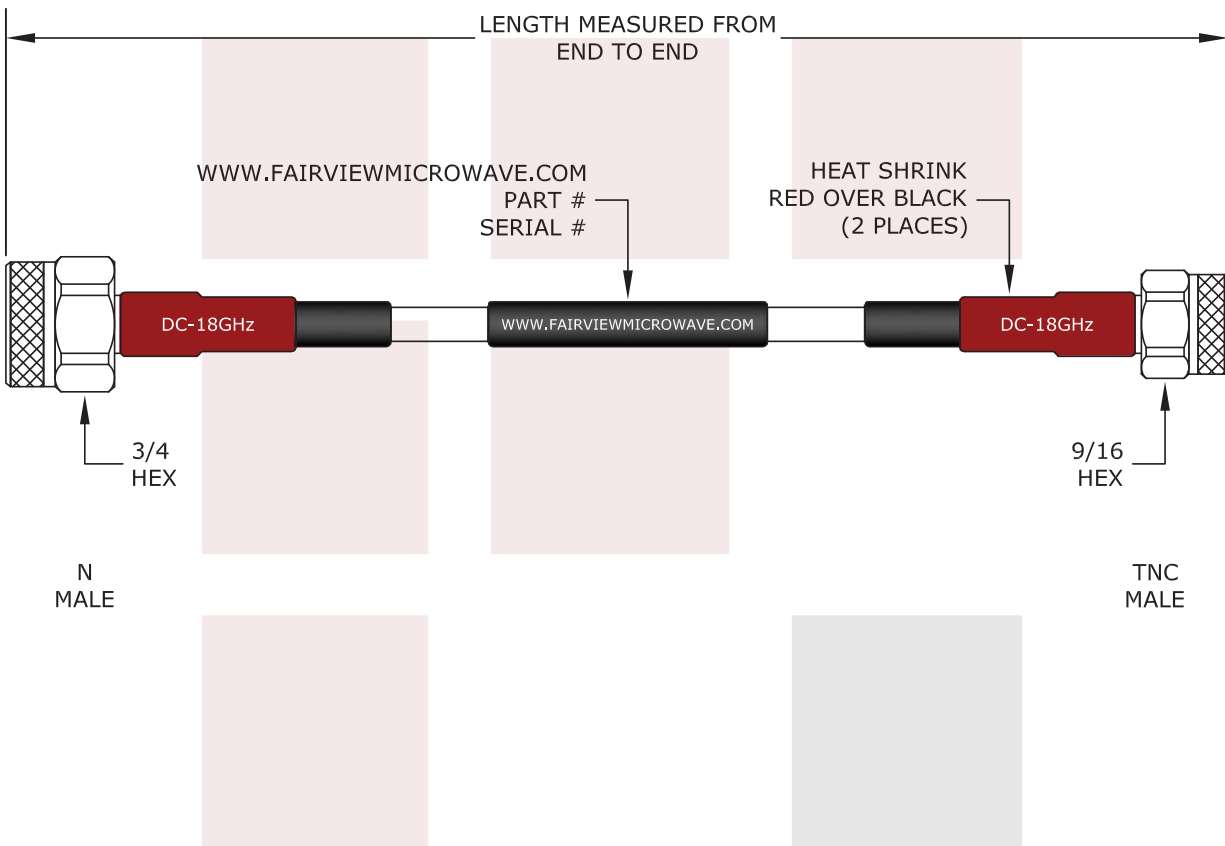 LENGTH MEASURED FROM
END TO END
WWW.FAIRVIEWMICROWAVE.COM
PART #
SERIAL #
HEAT SHRINK
RED OVER BLACK
(2 PLACES)
DC-18GHz
WWW.FAIRVIEWMICROWAVE.COM
DC-18GHz
3/4
HEX
9/16
HEX
N
MALE
TNC
MALE